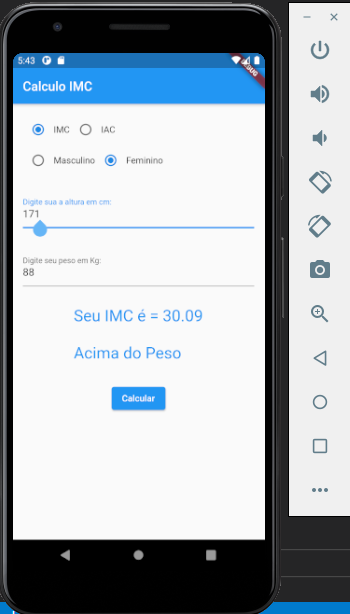 5:43
DEBUG
Calculo IMC
IMC IAC
Masculino Feminino
Digite sua a altura em cm:
171
Digite seu peso em Kg:
88
Seu IMC é = 30.09
Acima do Peso
Calcular